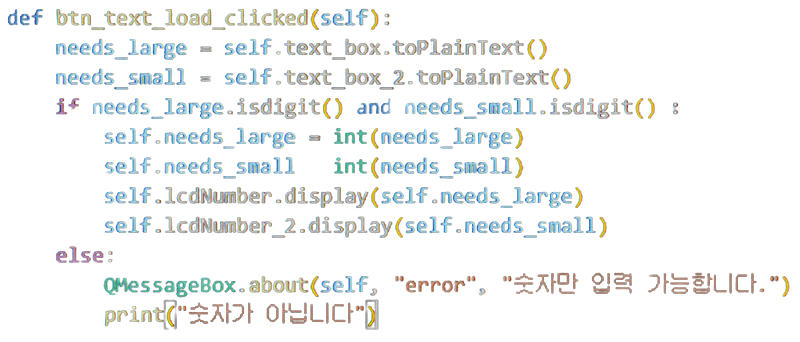 def btn_text_load_clicked(self):
    needs_large = self.text_box.toPlainText()
    needs_small = self.text_box_2.toPlainText()
    if needs_large.isdigit() and needs_small.isdigit() :
        self.needs_large = int(needs_large)
        self.needs_small   int(needs_small)
        self.lcdNumber.display(self.needs_large)
        self.lcdNumber_2.display(self.needs_small)
    else:
        QMessageBox.about(self, "error", "숫자만 입력 가능합니다.")
        print("숫자가 아닙니다")